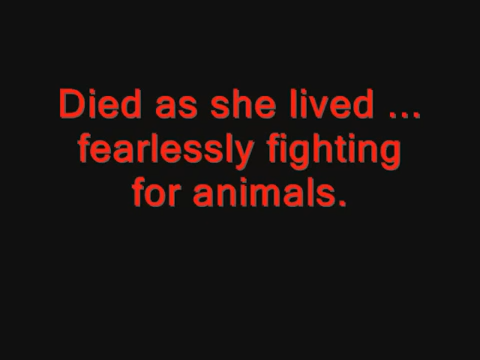 Died as she lived ...
fearlessly fighting
for animals.